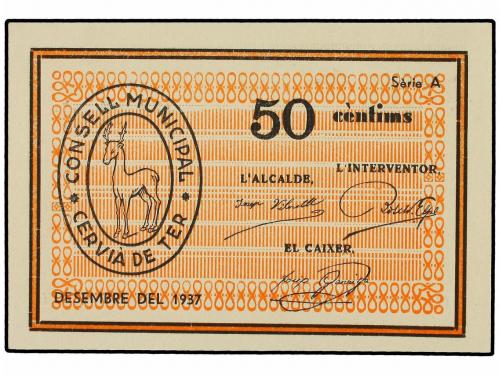 Sèrie A
50 cèntims
CONSELL MUNICIPAL
CERVIA DE TER
L'INTERVENTOR
L'ALCALDE,
EL CAIXER,
DESEMBRE DEL 1937